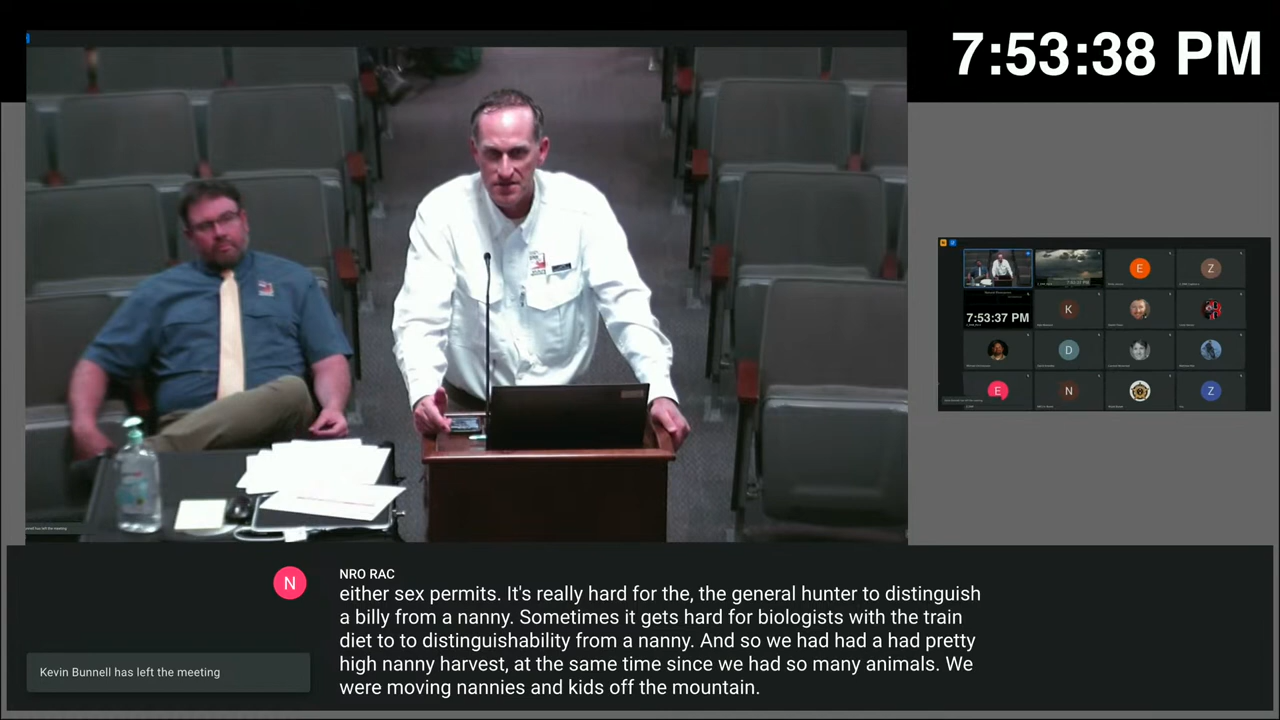 7:53:38 PM
7:53:37 PM
E
Z
K
D
E
N
Z
N
NRO RAC
either sex permits. It's really hard for the, the general hunter to distinguish
a billy from a nanny. Sometimes it gets hard for biologists with the train
diet to to distinguishability from a nanny. And so we had had a had pretty
high nanny harvest, at the same time since we had so many animals. We
were moving nannies and kids off the mountain.
Kevin Bunnell has left the meeting